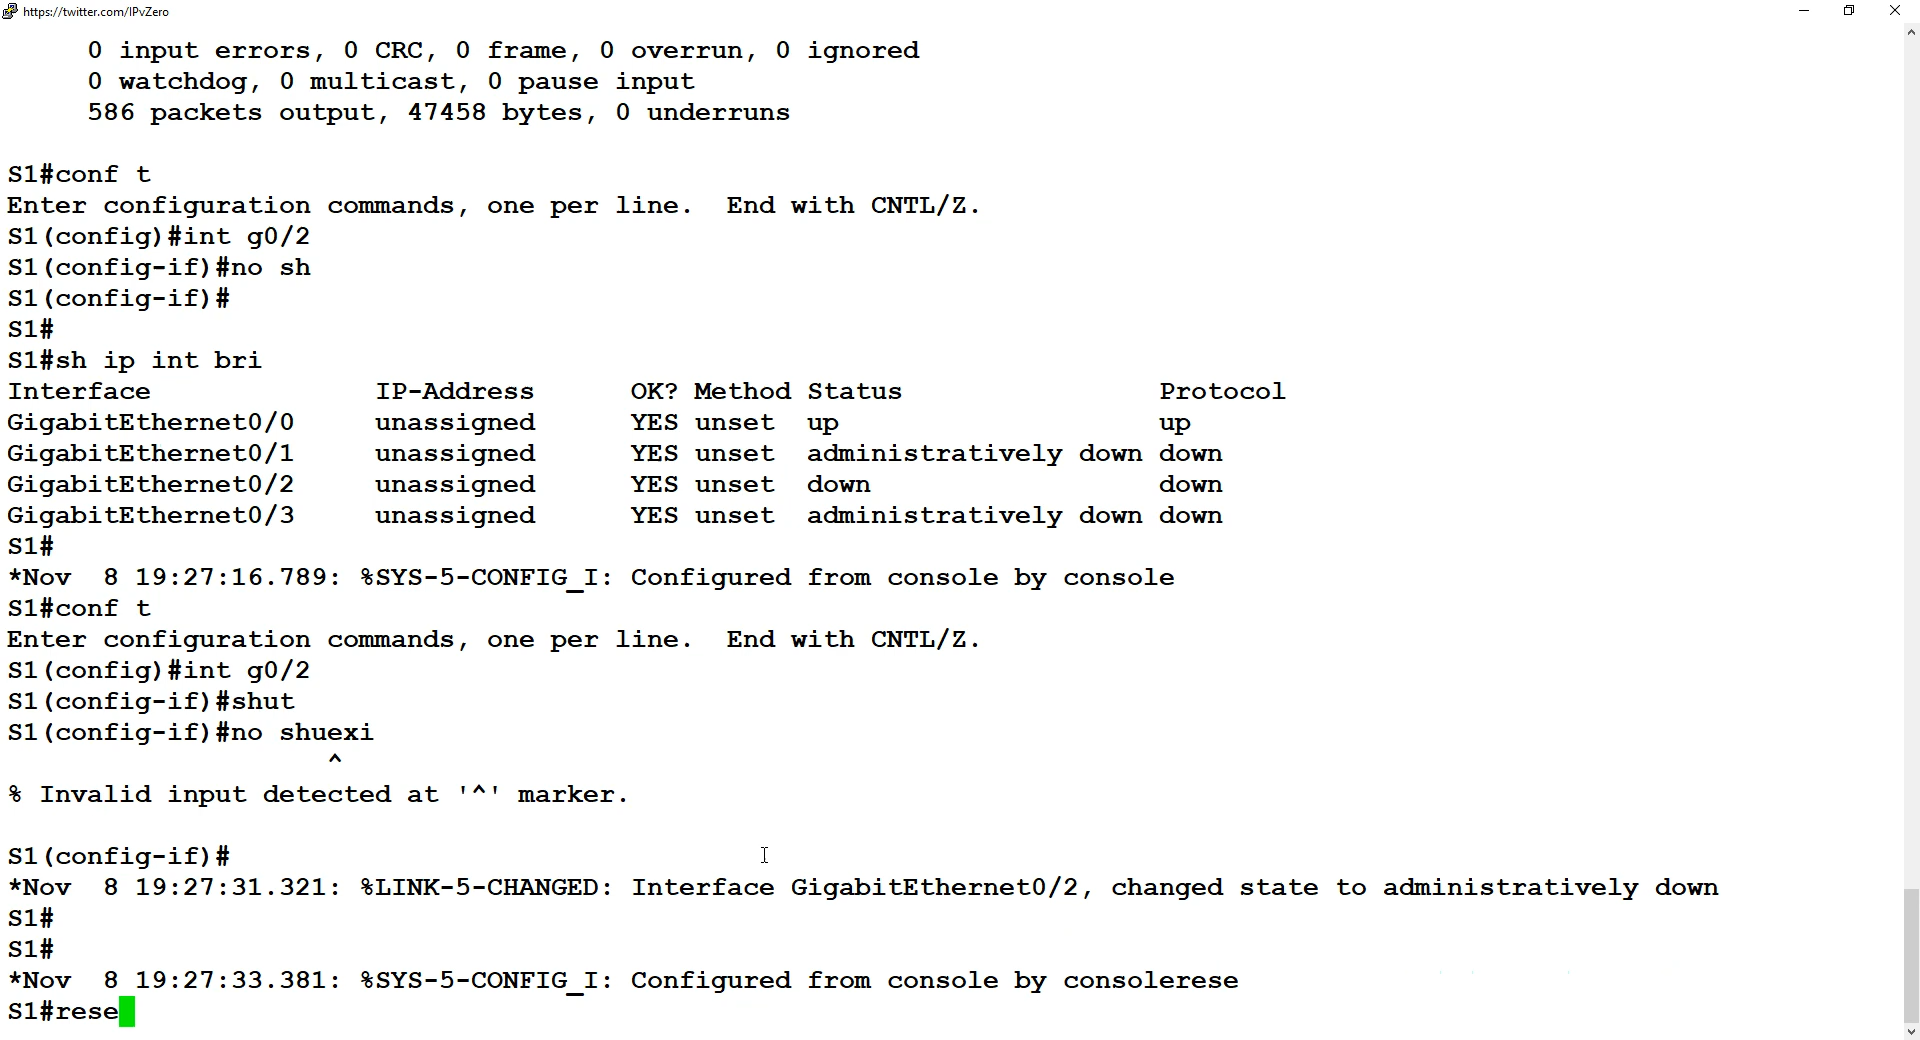 https://twitter.com/IPvZero
0 input errors, 0 CRC, 0 frame, 0 overrun, 0 ignored
0 watchdog, 0 multicast, 0 pause input
586 packets output, 47458 bytes, 0 underruns
S1#conf t
Enter configuration commands, one per line.  End with CNTL/Z.
S1(config)#int g0/2
S1(config-if)#no sh
S1(config-if)#
S1#
S1#sh ip int bri
Interface              IP-Address      OK? Method Status                Protocol
GigabitEthernet0/0     unassigned      YES unset  up                    up
GigabitEthernet0/1     unassigned      YES unset  administratively down down
GigabitEthernet0/2     unassigned      YES unset  down                  down
GigabitEthernet0/3     unassigned      YES unset  administratively down down
S1#
*Nov  8 19:27:16.789: %SYS-5-CONFIG_I: Configured from console by console
S1#conf t
Enter configuration commands, one per line.  End with CNTL/Z.
S1(config)#int g0/2
S1(config-if)#shut
S1(config-if)#no shuexi
^
% Invalid input detected at '^' marker.
S1(config-if)#
*Nov  8 19:27:31.321: %LINK-5-CHANGED: Interface GigabitEthernet0/2, changed state to administratively down
S1#
S1#
*Nov  8 19:27:33.381: %SYS-5-CONFIG_I: Configured from console by consolerese
S1#rese